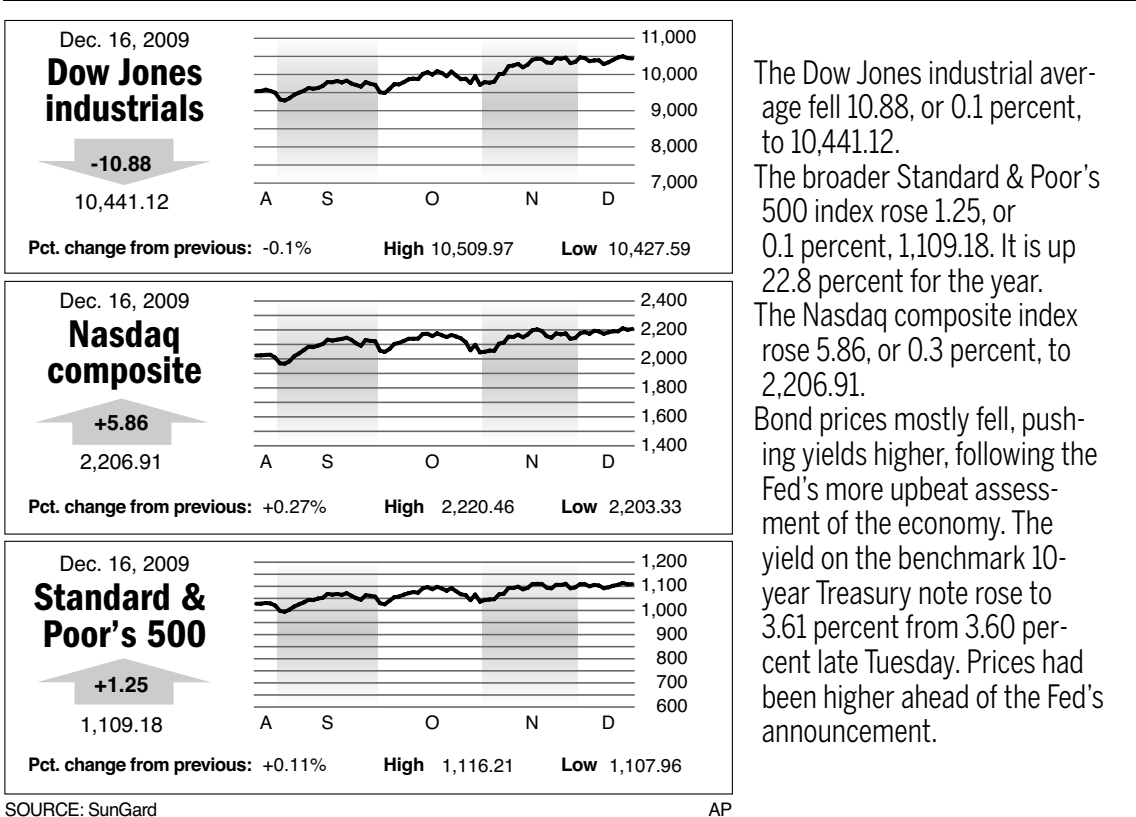 Dec. 16, 2009
Dow Jones
industrials
-10.88
10,441.12
11,000
10,000
9,000
8,000
7,000
A S O N D
Pct. change from previous: -0.1% High 10,509.97 Low 10,427.59
Dec. 16, 2009
Nasdaq
composite
+5.86
2,206.91
2,400
2,200
2,000
1,800
1,600
1,400
A S O N D
Pct. change from previous: +0.27% High 2,220.46 Low 2,203.33
Dec. 16, 2009
Standard &
Poor's 500
+1.25
1,109.18
1,200
1,100
1,000
900
800
700
600
A S O N D
Pct. change from previous: +0.11% High 1,116.21 Low 1,107.96
SOURCE: SunGard AP
The Dow Jones industrial aver-
age fell 10.88, or 0.1 percent,
to 10,441.12.
The broader Standard & Poor's
500 index rose 1.25, or
0.1 percent, 1,109.18. It is up
22.8 percent for the year.
The Nasdaq composite index
rose 5.86, or 0.3 percent, to
2,206.91.
Bond prices mostly fell, push-
ing yields higher, following the
Fed's more upbeat assess-
ment of the economy. The
yield on the benchmark 10-
year Treasury note rose to
3.61 percent from 3.60 per-
cent late Tuesday. Prices had
been higher ahead of the Fed's
announcement.